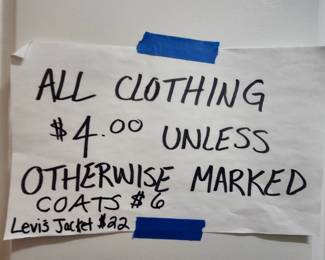 ALL CLOTHING
$4.00 UNLESS
OTHERWISE MARKED
COATS $6
Levi's Jacket $22